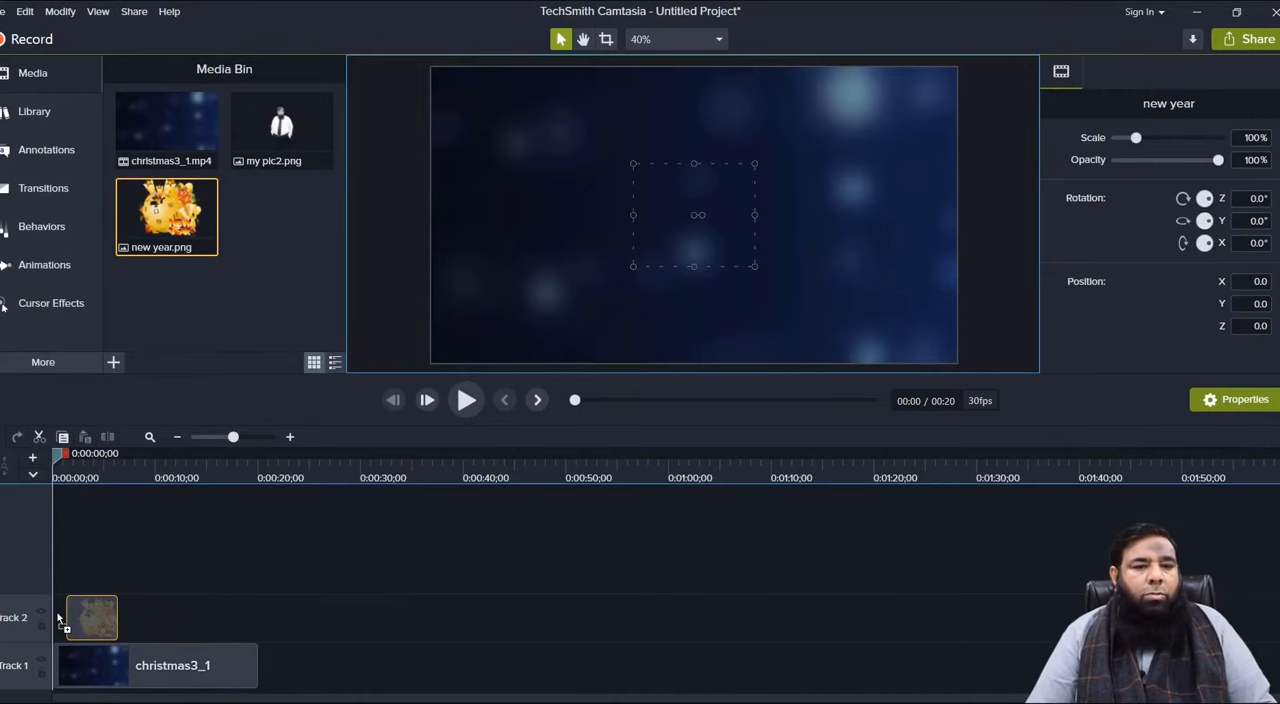 Edit Modify View Share Help
TechSmith Camtasia - Untitled Project*
Sign In
Record
40%
Share
Media
Library
Annotations
Transitions
Behaviors
Animations
Cursor Effects
More
Media Bin
christmas3_1.mp4
my pic2.png
new year.png
new year
Scale 100%
Opacity 100%
Rotation: Z 0.0°
Y 0.0°
X 0.0°
Position: X 0.0
Y 0.0
Z 0.0
00:00 / 00:20 30fps
Properties
0:00:00;00
0:00:00;00 0:00:10;00 0:00:20;00 0:00:30;00 0:00:40;00 0:00:50;00 0:01:00;00 0:01:10;00 0:01:20;00 0:01:30;00 0:01:40;00 0:01:50;00
rack 2
Track 1 christmas3_1